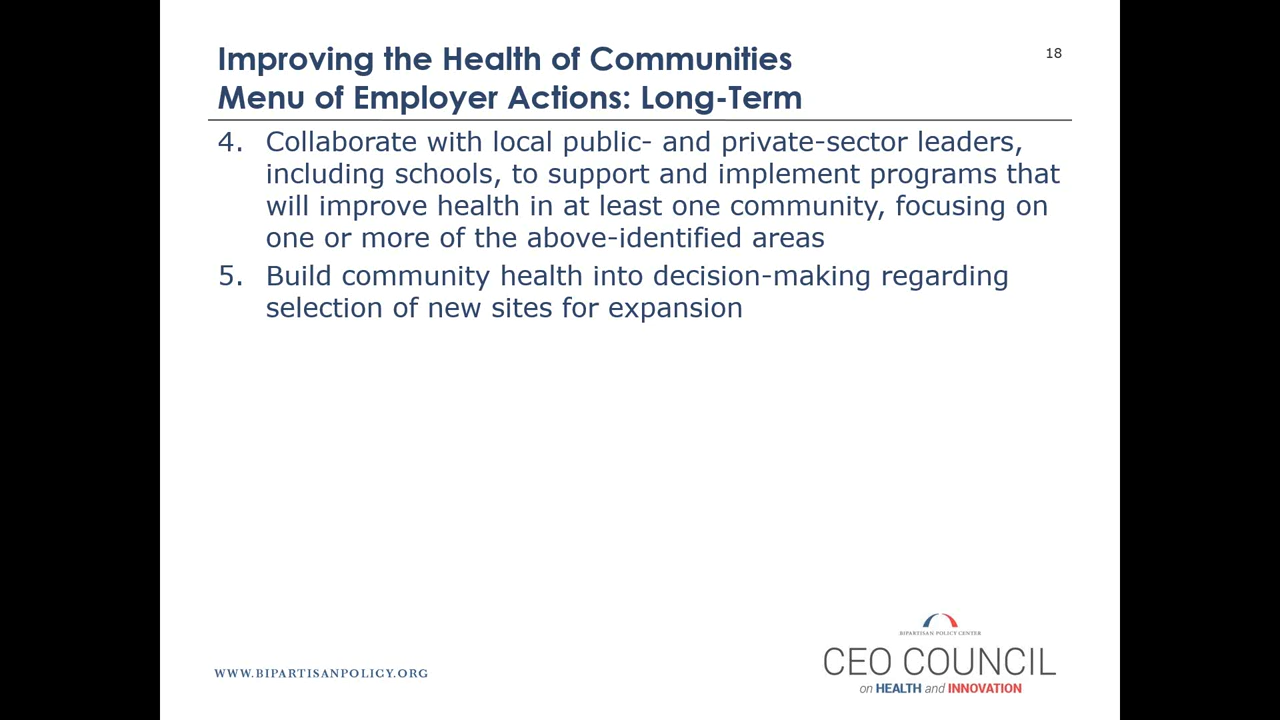 Improving the Health of Communities
18
Menu of Employer Actions: Long-Term
4. Collaborate with local public- and private-sector leaders,
including schools, to support and implement programs that
will improve health in at least one community, focusing on
one or more of the above-identified areas
5. Build community health into decision-making regarding
selection of new sites for expansion
BIPARTISAN POLICY CENTER
CEO COUNCIL
on HEALTH and INNOVATION
WWW.BIPARTISANPOLICY.ORG